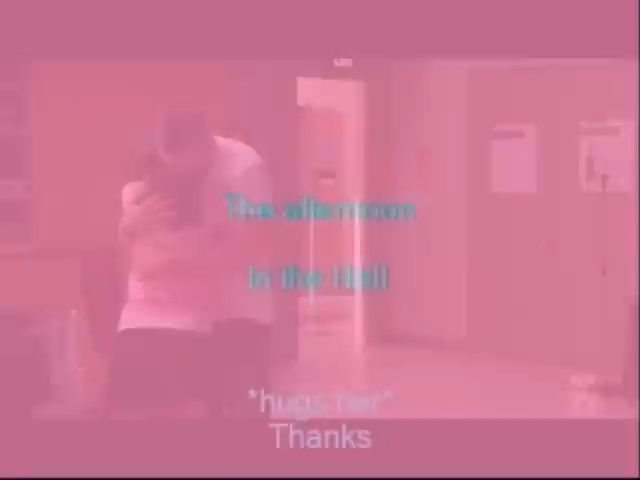 The afternoon
In the Hall
*hugs her*
Thanks